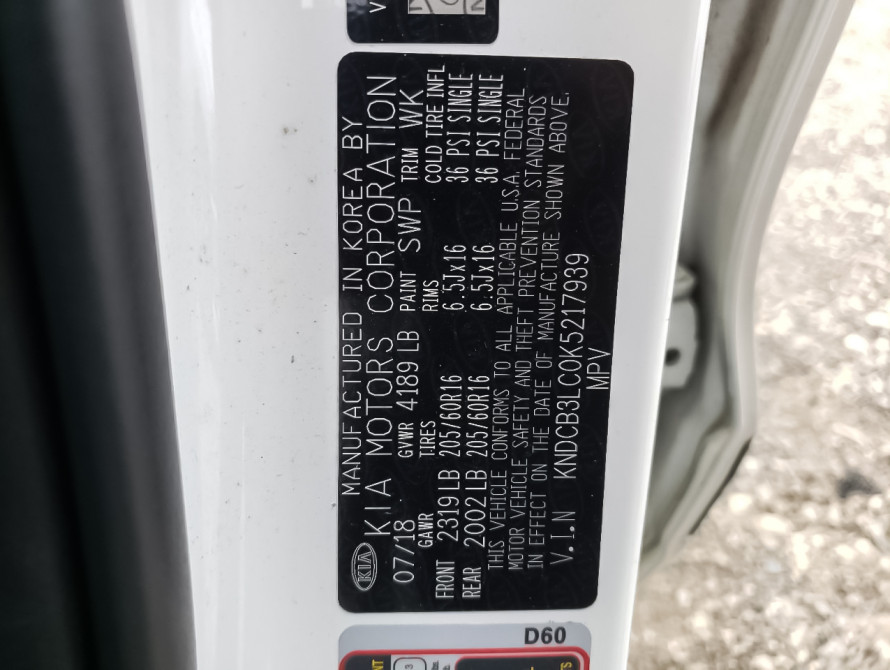 V
MANUFACTURED IN KOREA BY
KIA KIA MOTORS CORPORATION
07/18 GVWR 4189 LB PAINT SWP TRIM WK
GAWR TIRES RIMS COLD TIRE INFL
FRONT 2319 LB 205/60R16 6.5Jx16 36 PSI SINGLE
REAR 2002 LB 205/60R16 6.5Jx16 36 PSI SINGLE
THIS VEHICLE CONFORMS TO ALL APPLICABLE U.S.A. FEDERAL
MOTOR VEHICLE SAFETY AND THEFT PREVENTION STANDARDS
IN EFFECT ON THE DATE OF MANUFACTURE SHOWN ABOVE.
V.I.N KNDCB3LC0K5217939
MPV
D60